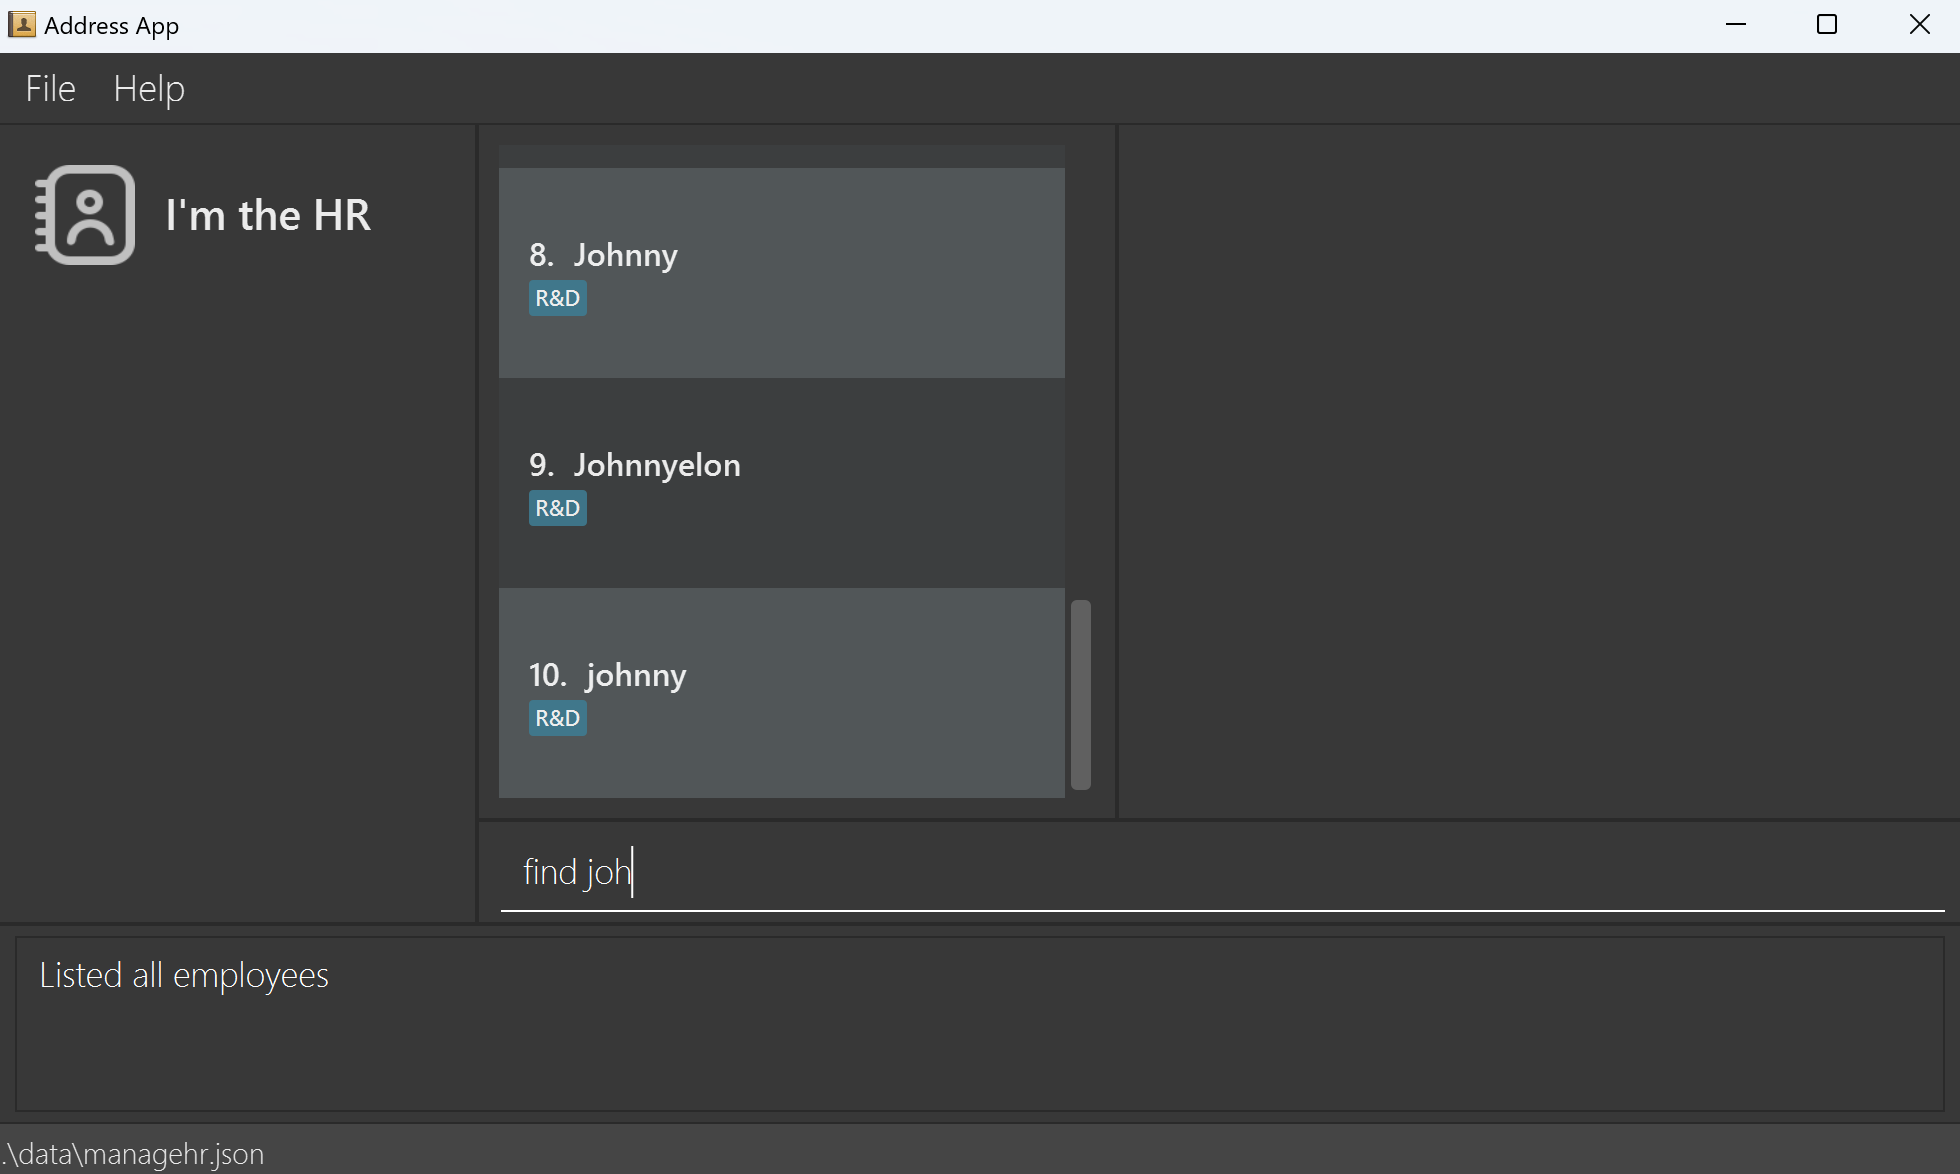 Address App
File Help
I'm the HR
8. Johnny
R&D
9. Johnnyelon
R&D
10. johnny
R&D
find joh
Listed all employees
.\data\managehr.json